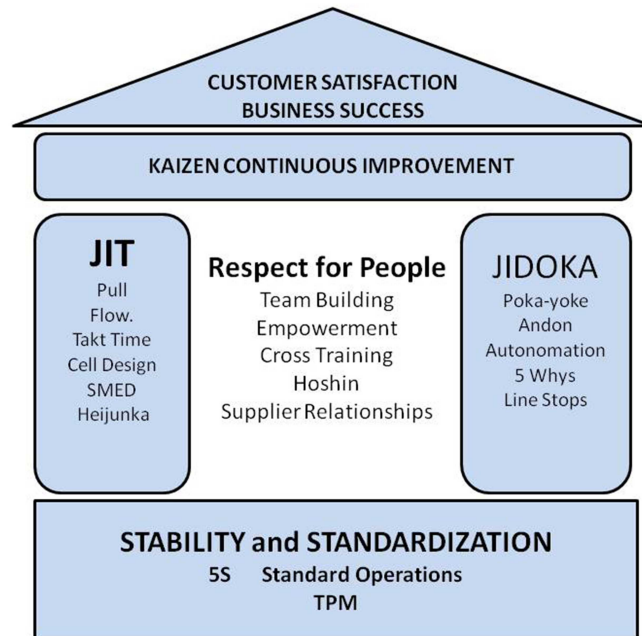 CUSTOMER SATISFACTION
BUSINESS SUCCESS
KAIZEN CONTINUOUS IMPROVEMENT
JIT
Pull
Flow.
Takt Time
Cell Design
SMED
Heijunka
Respect for People
Team Building
Empowerment
Cross Training
Hoshin
Supplier Relationships
JIDOKA
Poka-yoke
Andon
Autonomation
5 Whys
Line Stops
STABILITY and STANDARDIZATION
5S Standard Operations
TPM